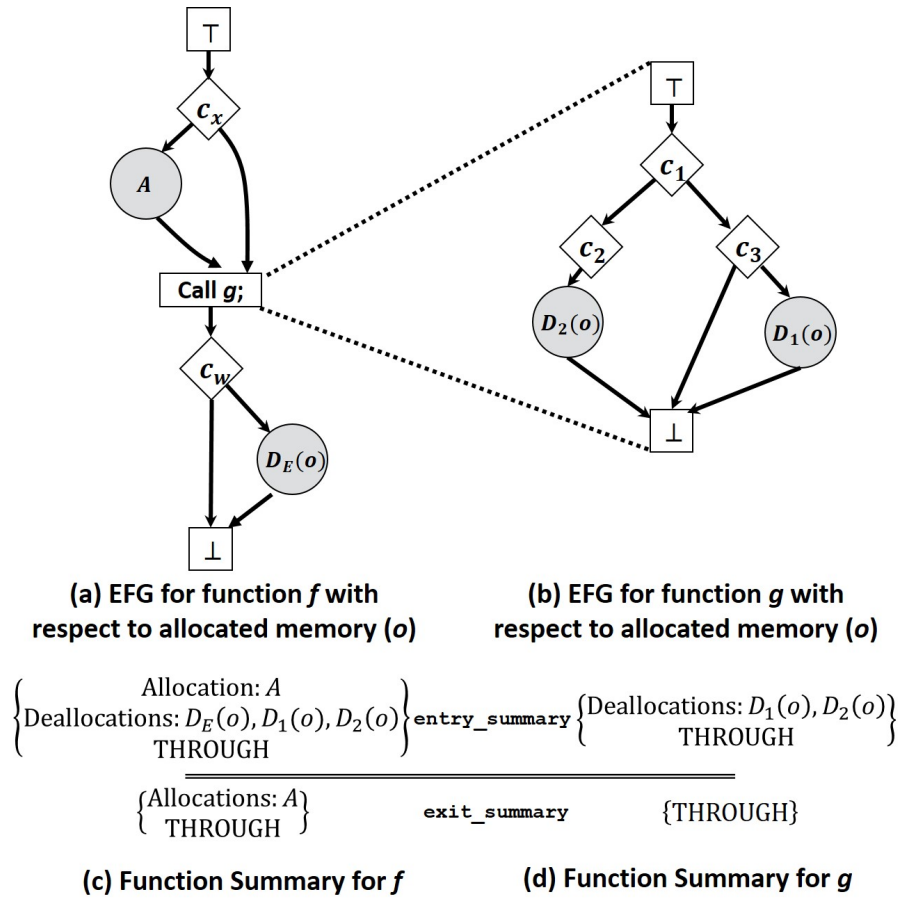 ⊤
c_x
A
Call g;
c_w
D_E(o)
⊥
⊤
c_1
c_2
c_3
D_2(o)
D_1(o)
⊥
(a) EFG for function f with
respect to allocated memory (o)
(b) EFG for function g with
respect to allocated memory (o)
Allocation: A
Deallocations: D_E(o), D_1(o), D_2(o)
THROUGH
entry_summary
Deallocations: D_1(o), D_2(o)
THROUGH
Allocations: A
THROUGH
exit_summary
{THROUGH}
(c) Function Summary for f
(d) Function Summary for g